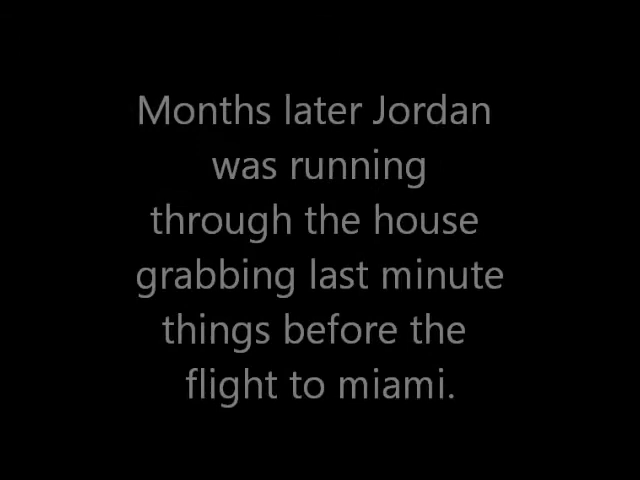 Months later Jordan
was running
through the house
grabbing last minute
things before the
flight to miami.